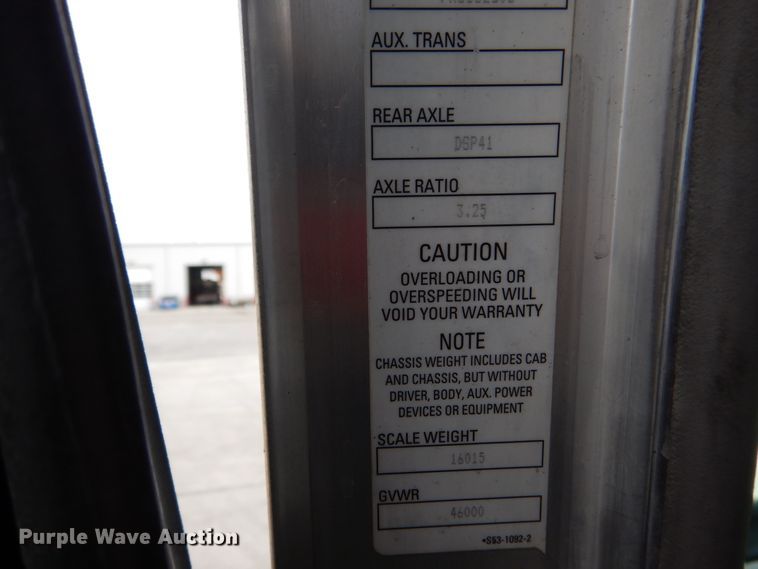 AUX. TRANS
REAR AXLE
DSP41
AXLE RATIO
3.25
CAUTION
OVERLOADING OR
OVERSPEEDING WILL
VOID YOUR WARRANTY
NOTE
CHASSIS WEIGHT INCLUDES CAB
AND CHASSIS, BUT WITHOUT
DRIVER, BODY, AUX. POWER
DEVICES OR EQUIPMENT
SCALE WEIGHT
16015
GVWR
46000
*S53-1092-2
Purple Wave Auction